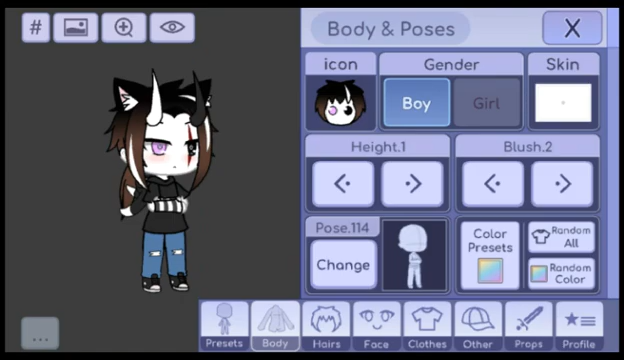 #
Body & Poses
X
icon
Gender
Skin
Boy
Girl
Height.1
Blush.2
Pose.114
Change
Color
Presets
Random
All
Random
Color
...
Presets
Body
Hairs
Face
Clothes
Other
Props
Profile